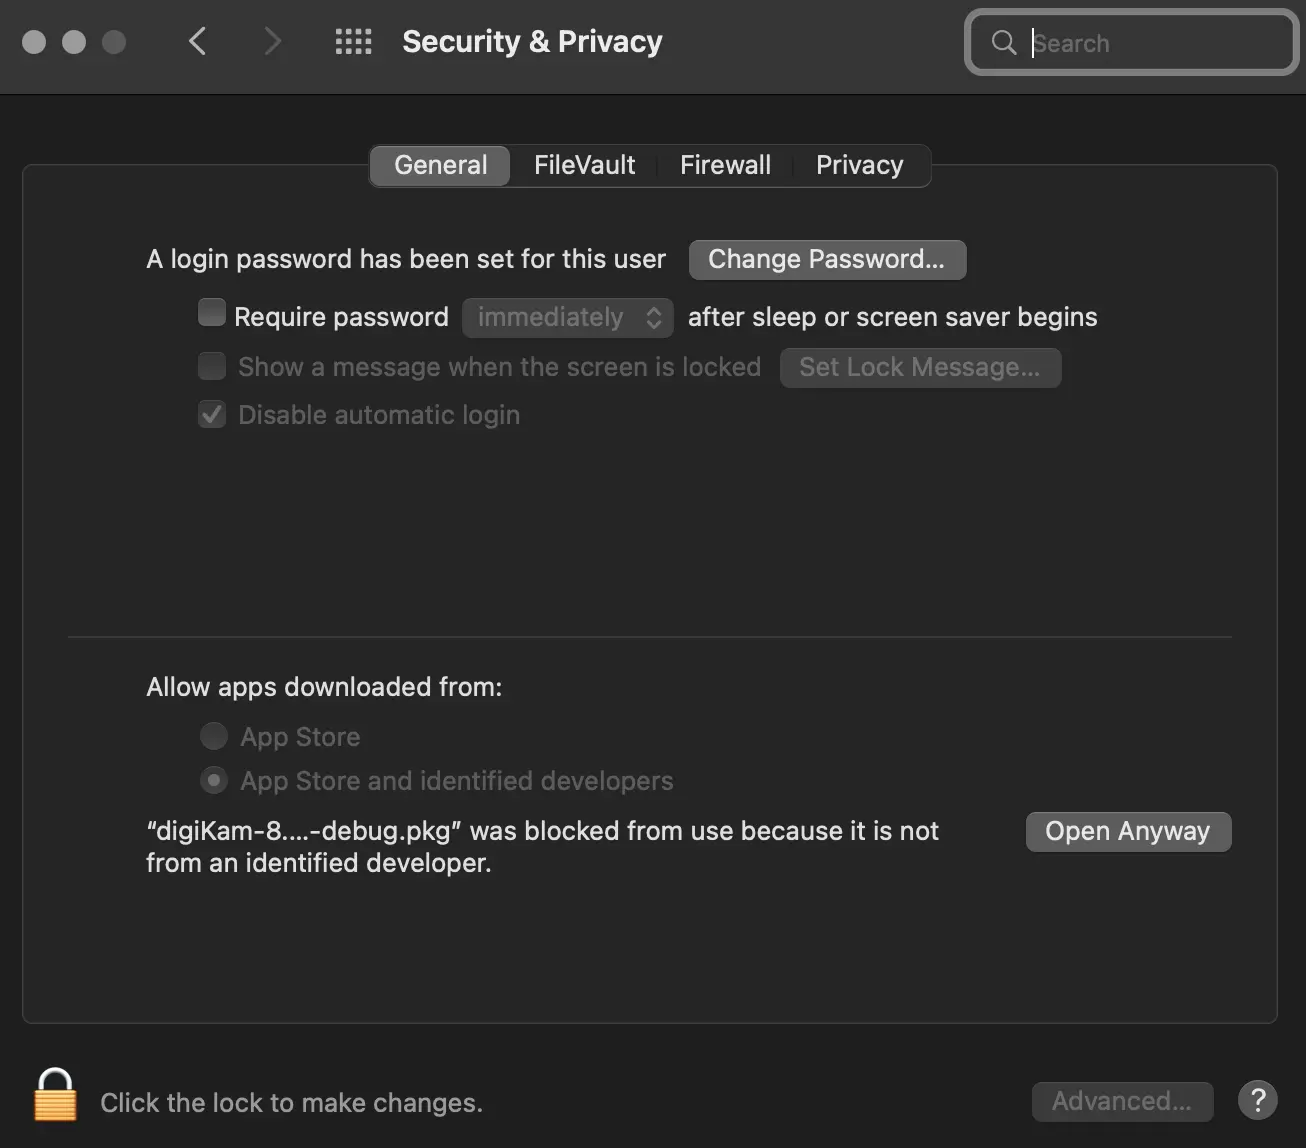 Security & Privacy
Search
General FileVault Firewall Privacy
A login password has been set for this user Change Password...
Require password immediately after sleep or screen saver begins
Show a message when the screen is locked Set Lock Message...
Disable automatic login
Allow apps downloaded from:
App Store
App Store and identified developers
“digiKam-8....-debug.pkg” was blocked from use because it is not Open Anyway
from an identified developer.
Click the lock to make changes. Advanced... ?